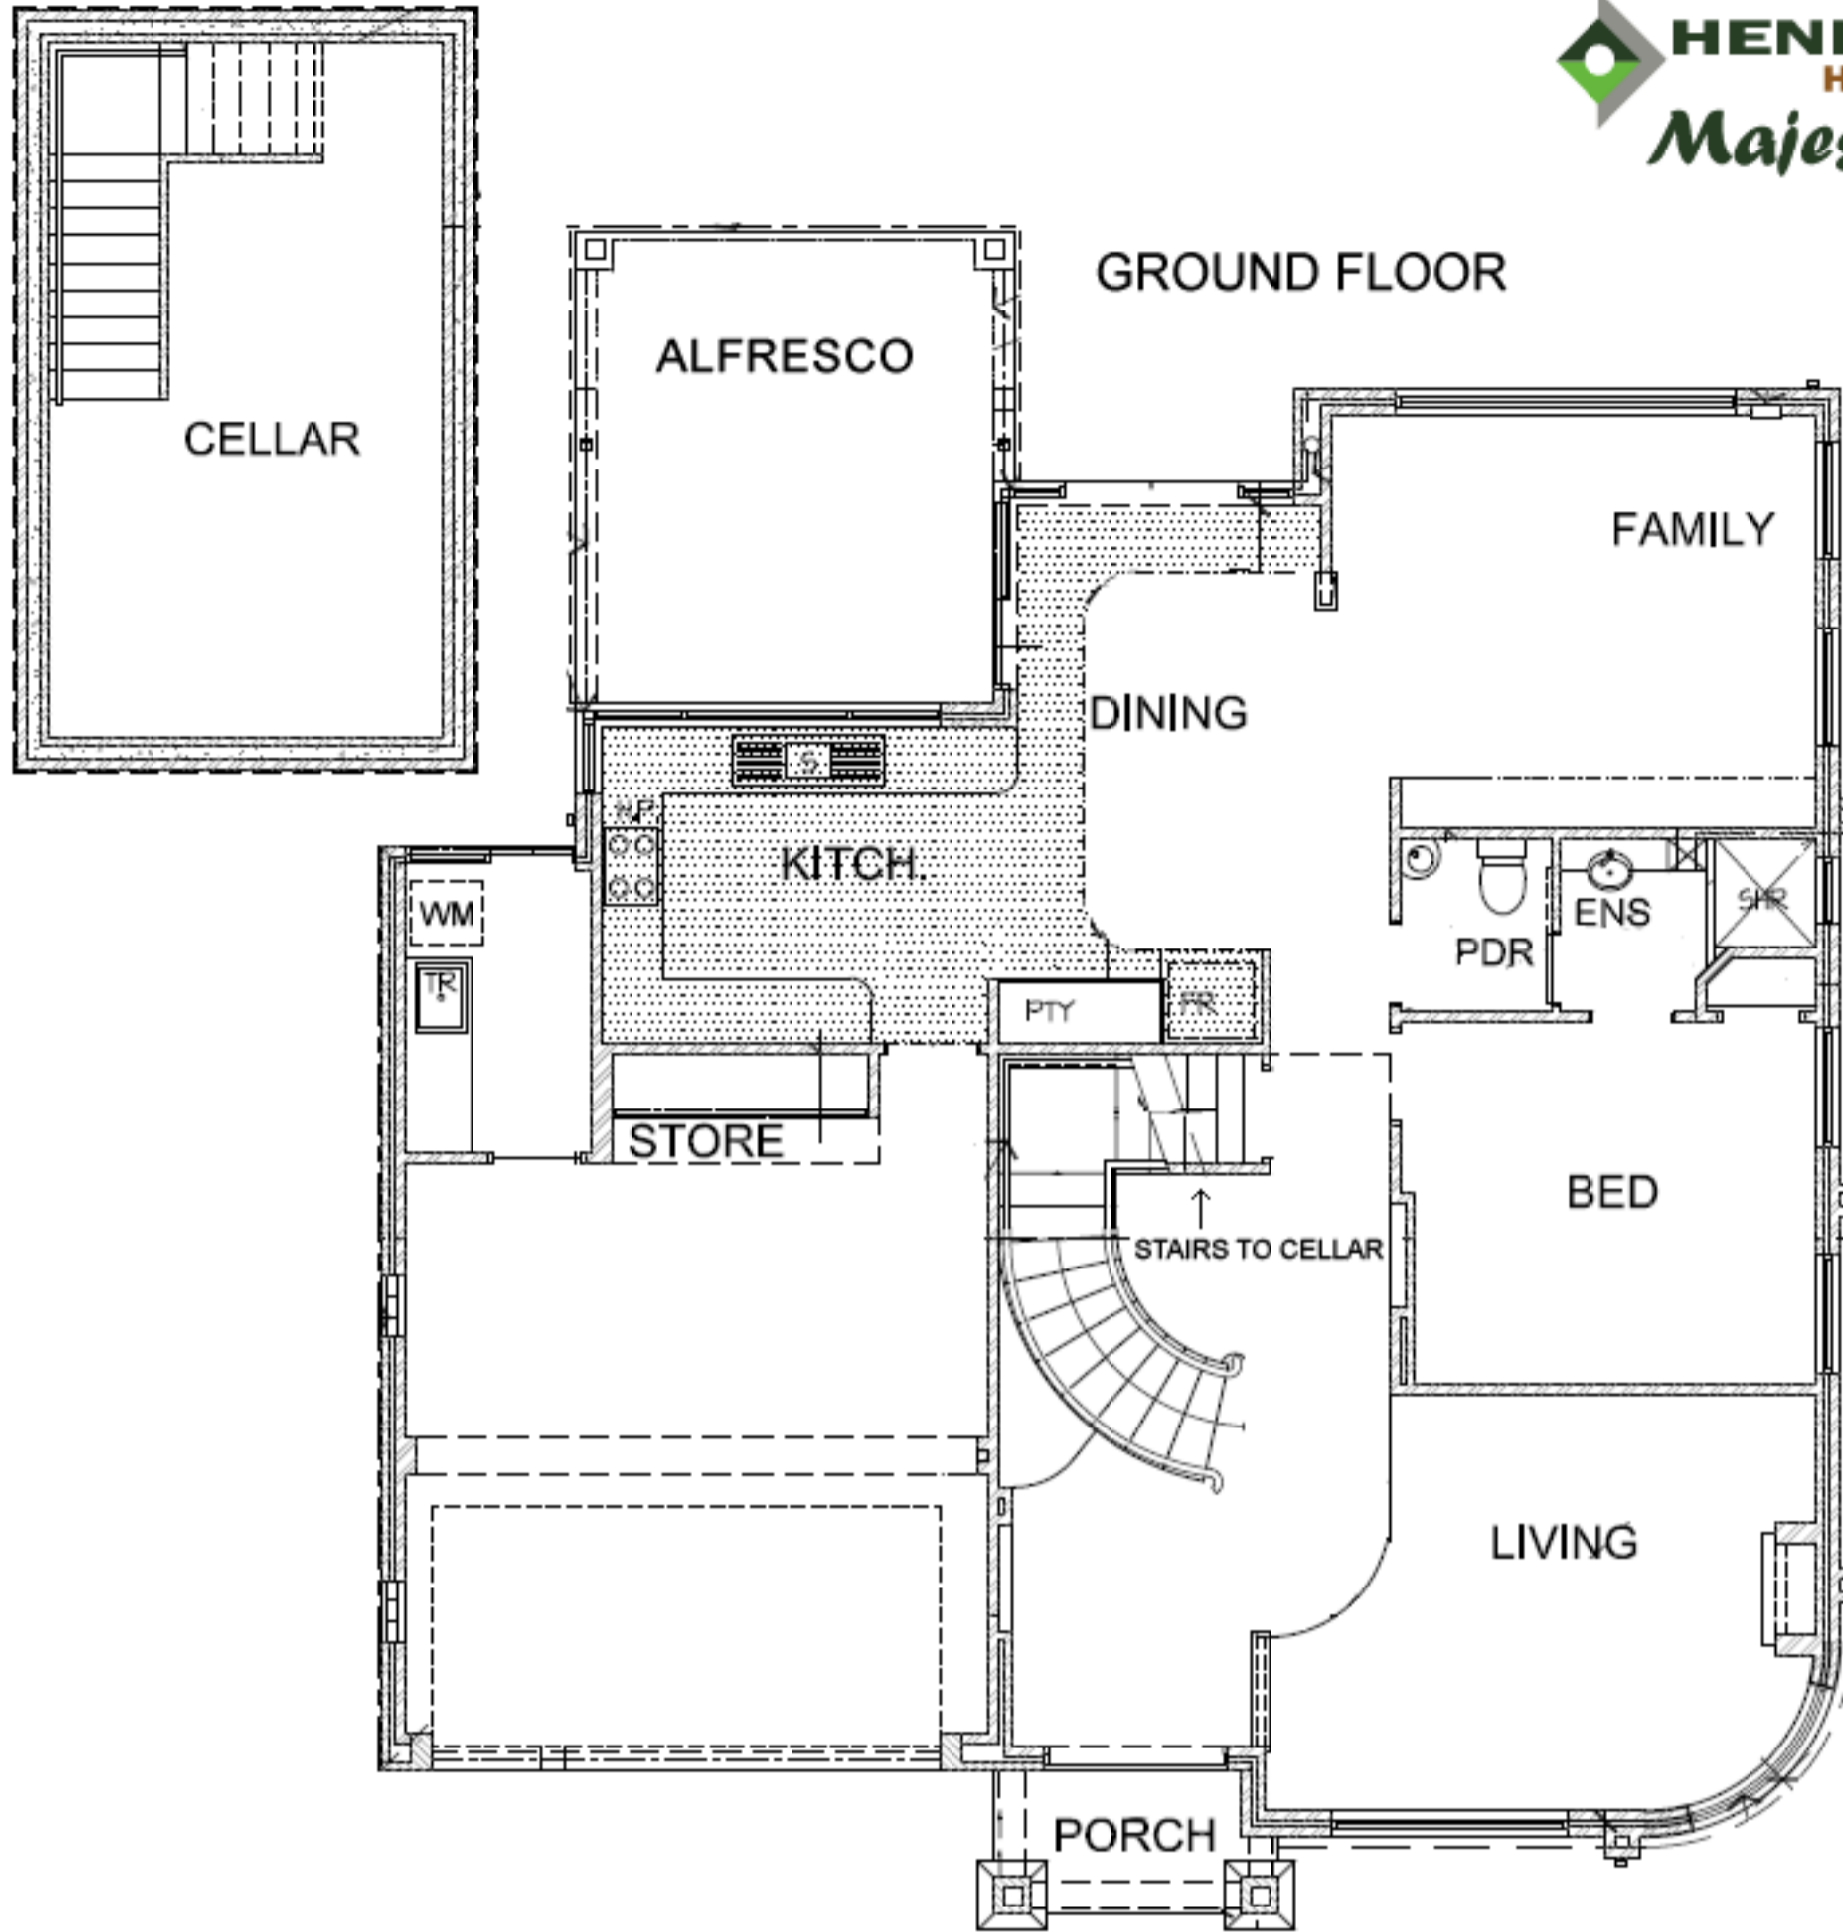 HEN
H
Majes
GROUND FLOOR
ALFRESCO
CELLAR
FAMILY
DINING
S
H.P
KITCH.
WM
ENS
SHR
PDR
TR
PTY
FR
STORE
BED
STAIRS TO CELLAR
LIVING
PORCH